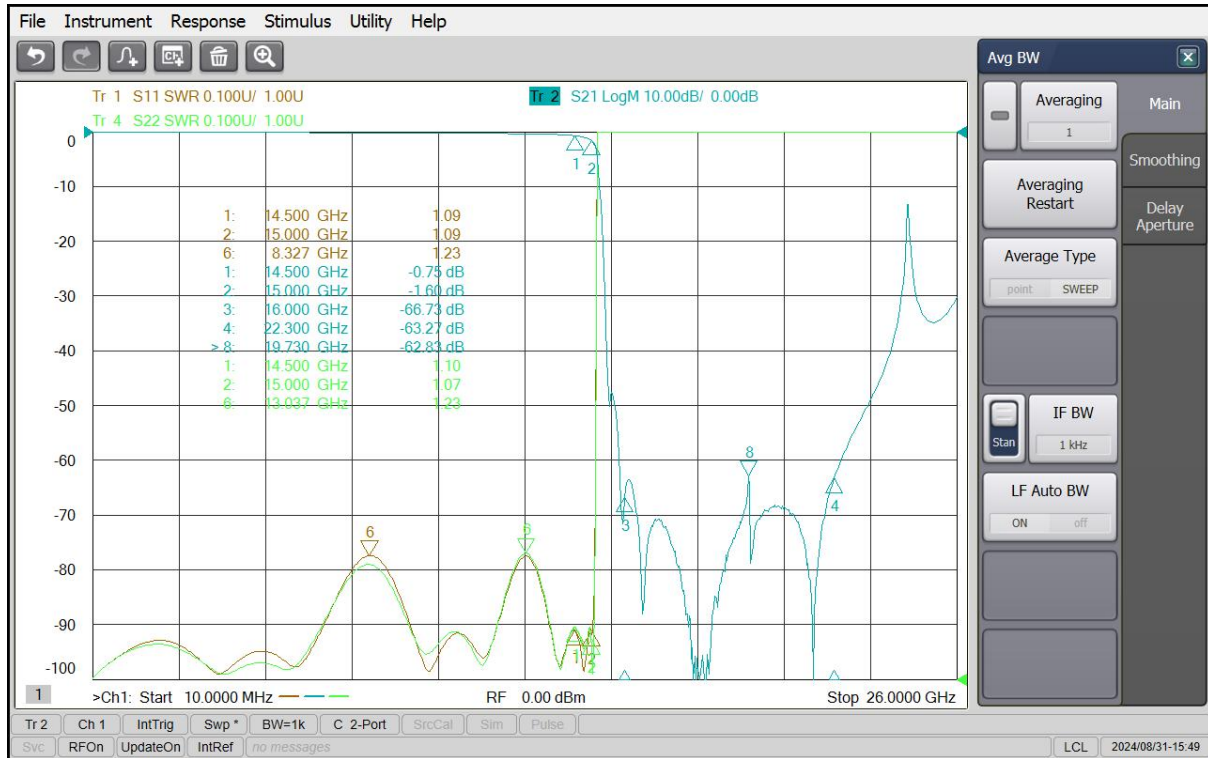 File Instrument Response Stimulus Utility Help
Tr 1 S11 SWR 0.100U/ 1.00U
Tr 2 S21 LogM 10.00dB/ 0.00dB
Tr 4 S22 SWR 0.100U/ 1.00U
0
-10
-20
-30
-40
-50
-60
-70
-80
-90
-100
1: 14.500 GHz 1.09
2: 15.000 GHz 1.09
6: 8.327 GHz 1.23
1: 14.500 GHz -0.75 dB
2: 15.000 GHz -1.60 dB
3: 16.000 GHz -66.73 dB
4: 22.300 GHz -63.27 dB
> 8: 19.730 GHz -62.83 dB
1: 14.500 GHz 1.10
2: 15.000 GHz 1.07
6: 13.037 GHz 1.23
1 2
8
3
4
6
6
1 2
1 >Ch1: Start 10.0000 MHz
RF 0.00 dBm
Stop 26.0000 GHz
Avg BW
Averaging
1
Averaging
Restart
Average Type
point SWEEP
Stan
IF BW
1 kHz
LF Auto BW
ON off
Main
Smoothing
Delay
Aperture
Tr 2 Ch 1 IntTrig Swp * BW=1k C 2-Port SrcCal Sim Pulse
Svc RFOn UpdateOn IntRef no messages LCL 2024/08/31-15:49